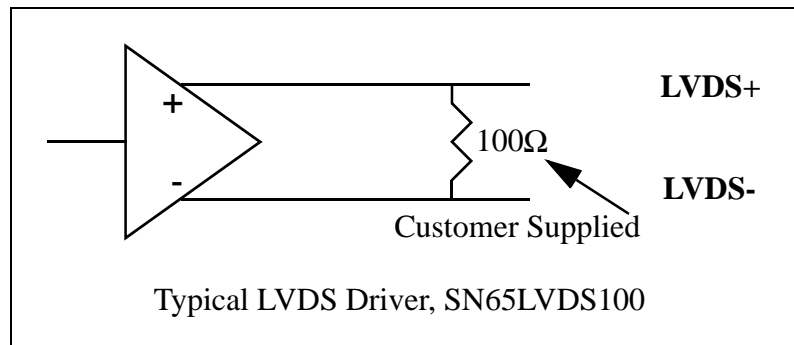 LVDS+
+
100Ω
-
LVDS-
Customer Supplied
Typical LVDS Driver, SN65LVDS100